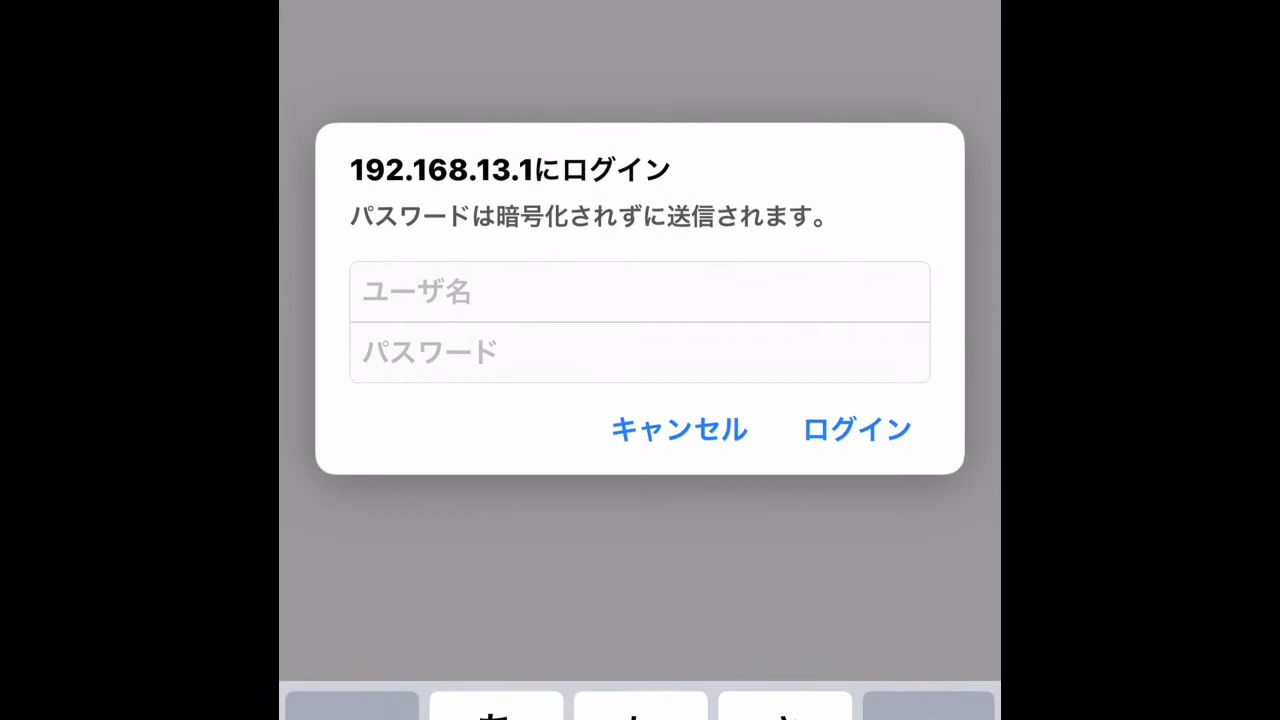 192.168.13.1にログイン
パスワードは暗号化されずに送信されます。
ユーザ名
パスワード
キャンセル ログイン